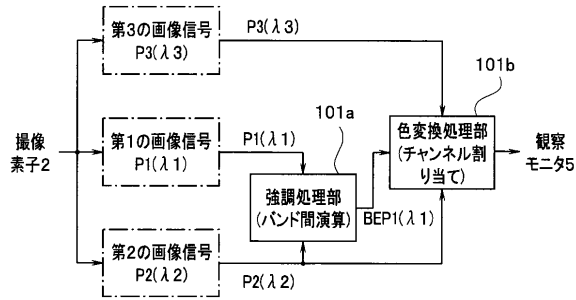 第3の画像信号
P3(λ3)
P3(λ3)
101b
撮像
素子2
第1の画像信号
P1(λ1)
P1(λ1)
101a
色変換処理部
(チャンネル割
り当て)
観察
モニタ5
強調処理部
(バンド間演算)
BEP1(λ1)
第2の画像信号
P2(λ2)
P2(λ2)